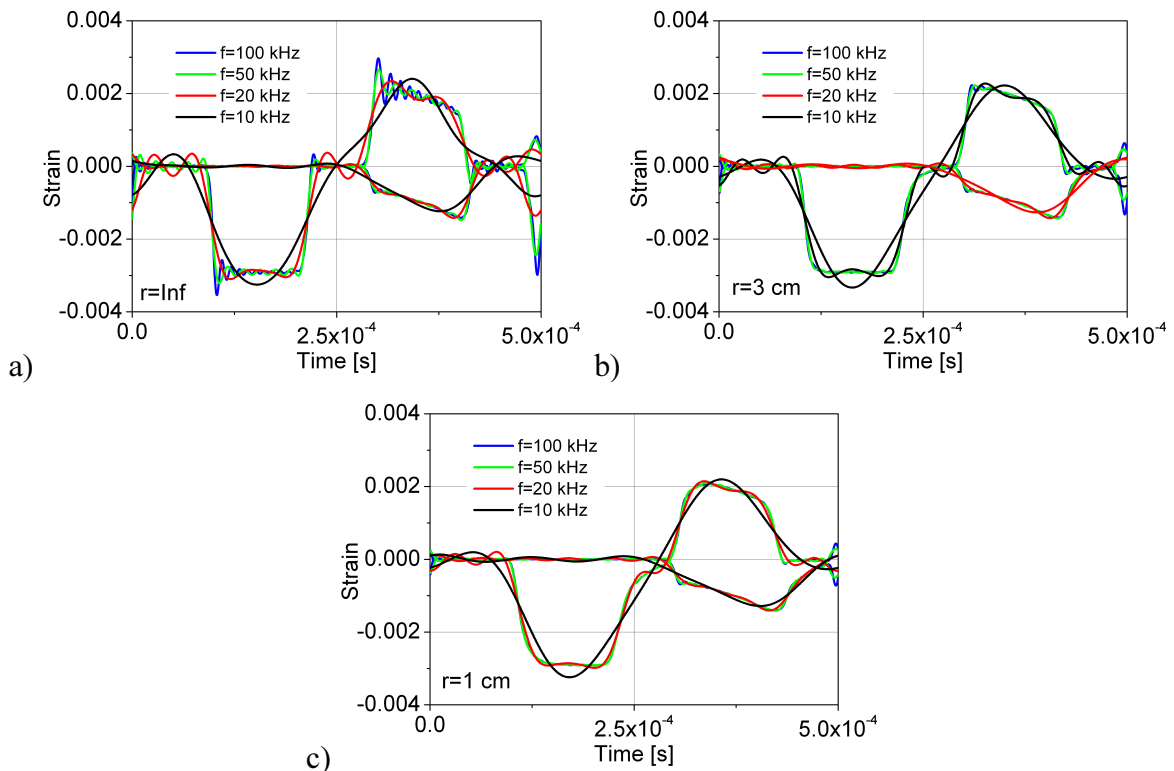 0.004
0.002
0.000
-0.002
-0.004
Strain
f=100 kHz
f=50 kHz
f=20 kHz
f=10 kHz
r=Inf
0.0
2.5x10⁻⁴
5.0x10⁻⁴
Time [s]
a)
0.004
0.002
0.000
-0.002
-0.004
Strain
f=100 kHz
f=50 kHz
f=20 kHz
f=10 kHz
r=3 cm
0.0
2.5x10⁻⁴
5.0x10⁻⁴
Time [s]
b)
0.004
0.002
0.000
-0.002
-0.004
Strain
f=100 kHz
f=50 kHz
f=20 kHz
f=10 kHz
r=1 cm
0.0
2.5x10⁻⁴
5.0x10⁻⁴
Time [s]
c)